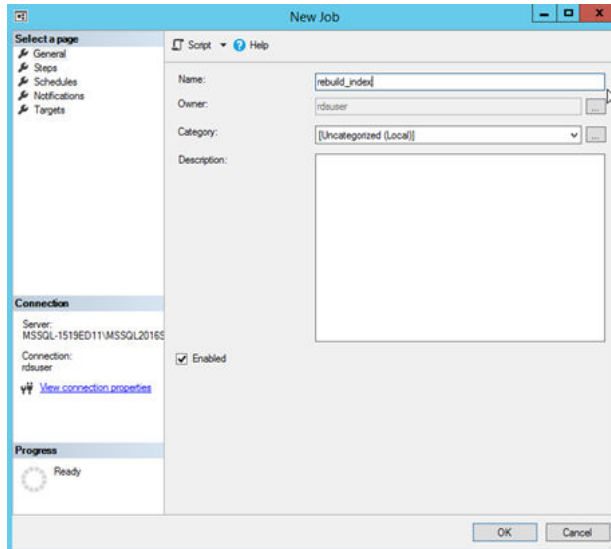 New Job
Select a page
General
Steps
Schedules
Notifications
Targets
Script
Help
Name:
rebuild_index
Owner:
rdsuser
...
Category:
[Uncategorized (Local)]
...
Description:
Enabled
Connection
Server:
MSSQL-1519ED11\MSSQL2016S
Connection:
rdsuser
View connection properties
Progress
Ready
OK
Cancel